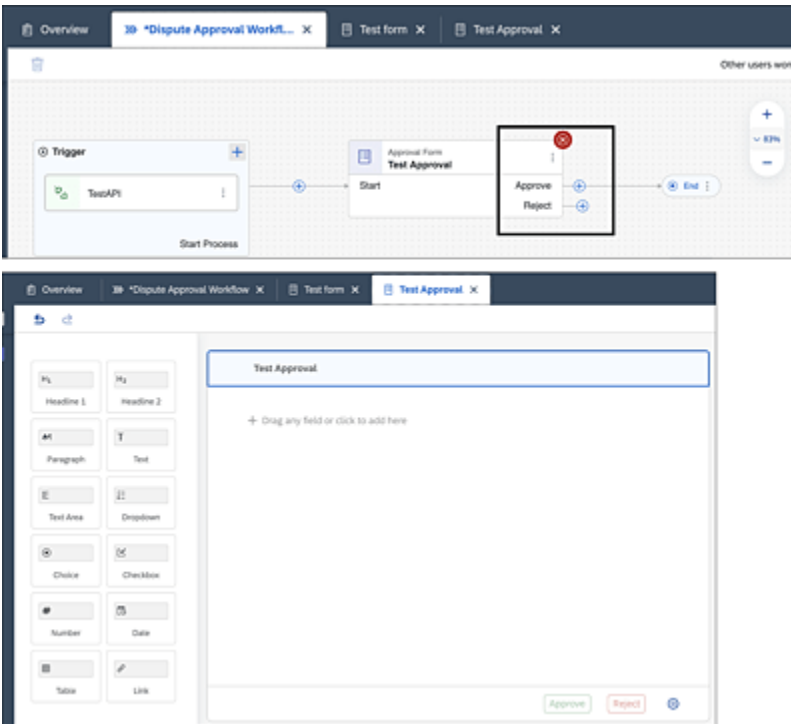 Overview
*Dispute Approval Workfl...
Test form
Test Approval
Other users wor
Trigger
TestAPI
Start Process
Approval Form
Test Approval
Start
Approve
Reject
End
83%
Overview
*Dispute Approval Workflow
Test form
Test Approval
H1
H2
Headline 1
Headline 2
Paragraph
T
Text
Text Area
Dropdown
Choice
Checkbox
Number
Date
Table
Link
Test Approval
Drag any field or click to add here
Approve
Reject